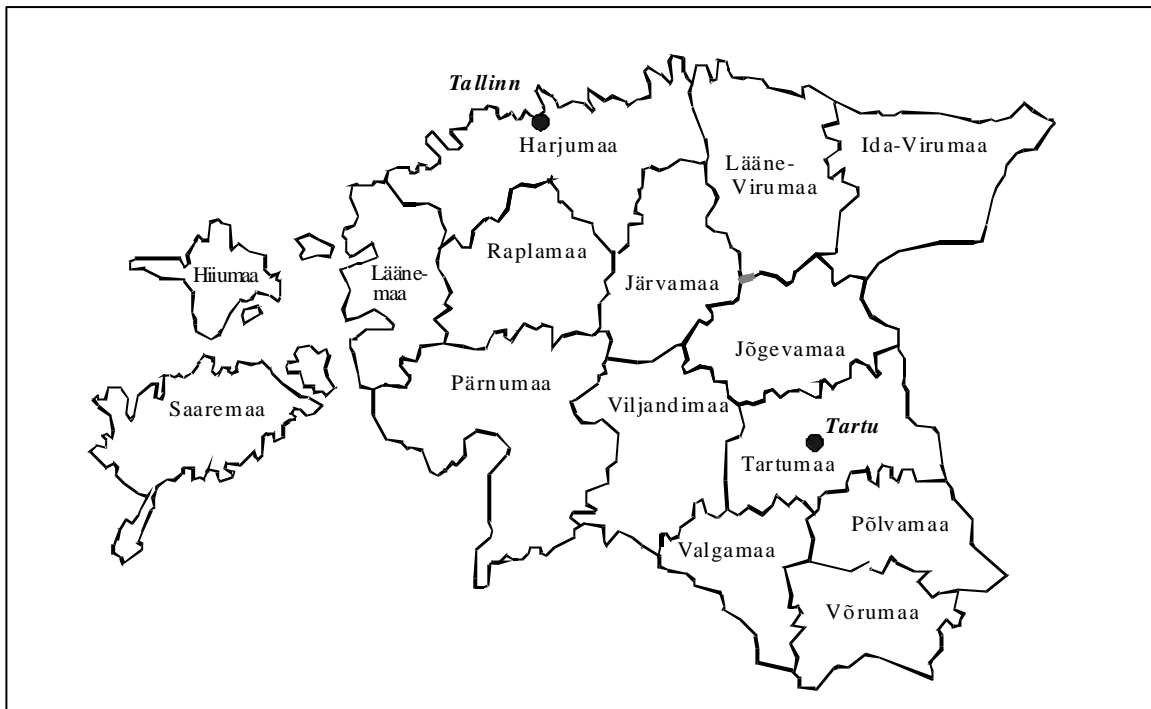 Tallinn
Harjumaa
Ida-Virumaa
Lääne-
Virumaa
Raplamaa
Hiiumaa
Lääne-
maa
Järvamaa
Jõgevamaa
Pärnumaa
Saaremaa
Viljandimaa
Tartu
Tartumaa
Põlvamaa
Valgamaa
Võrumaa